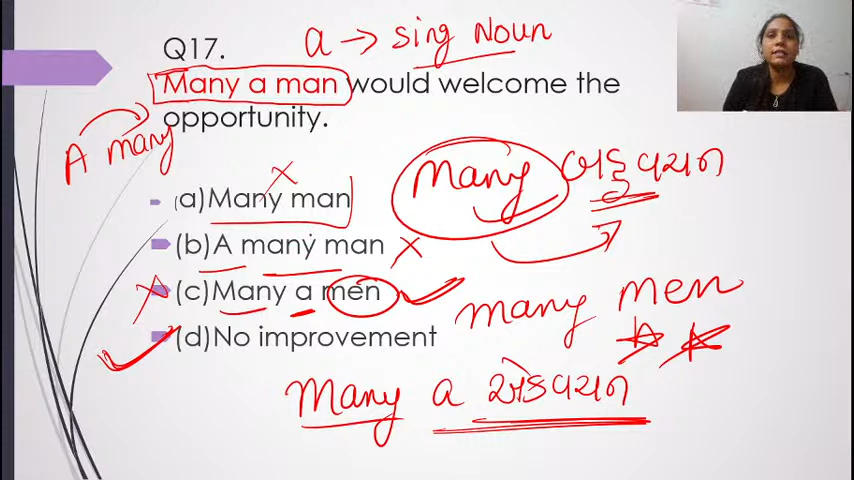 Q17.
a → sing Noun
Many a man would welcome the
opportunity.
A many
many બહુવચન
(a)Many man
(b)A many man
(c)Many a men
many men
(d)No improvement
Many a એકવચન